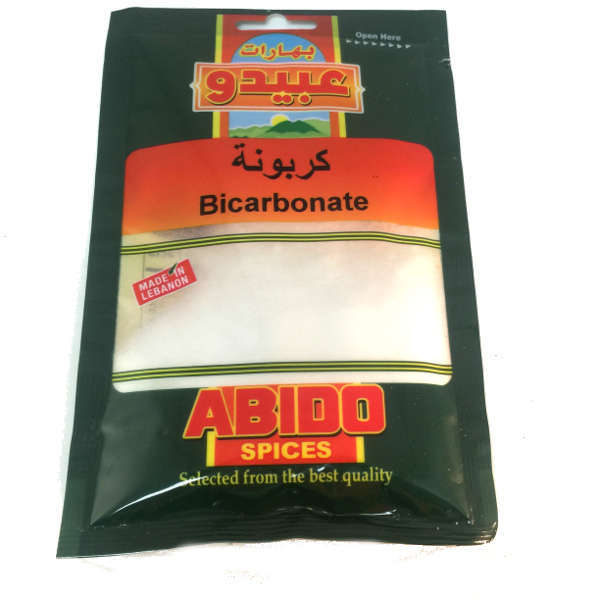 Open Here
بهارات
عبيدو
كربونة
Bicarbonate
MADE IN
LEBANON
ABIDO
SPICES
Selected from the best quality